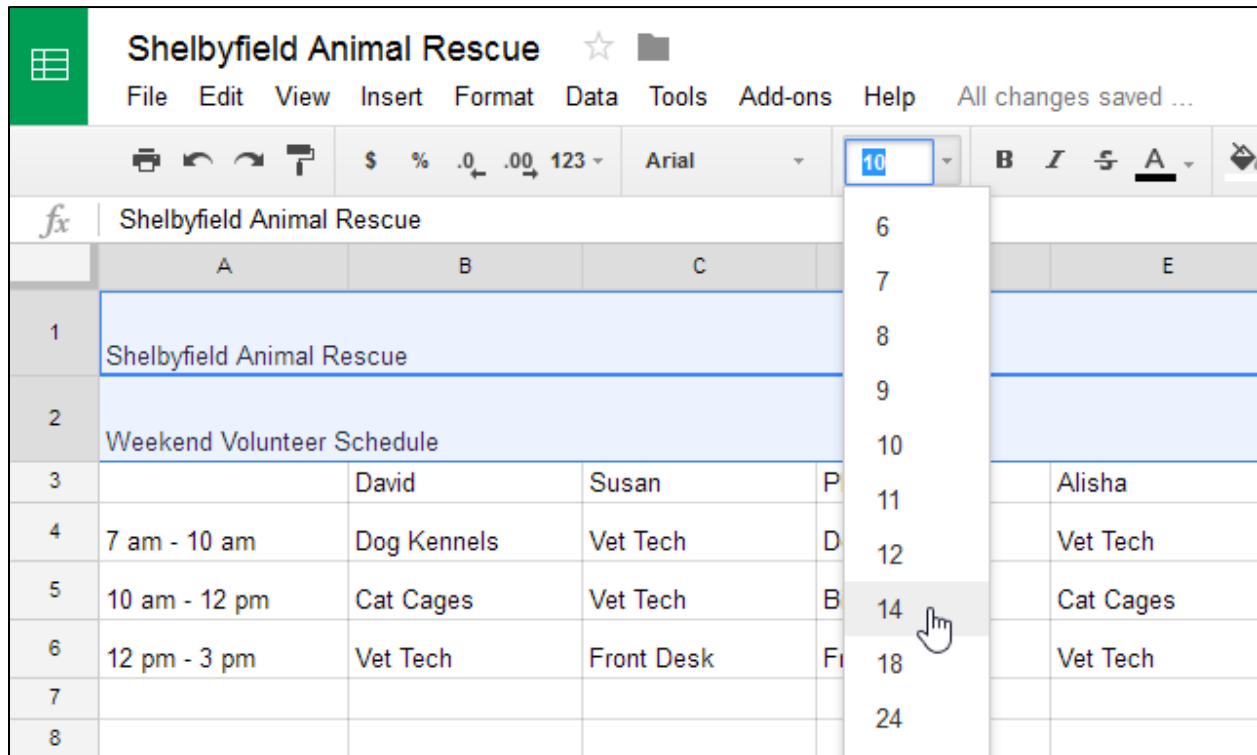 Shelbyfield Animal Rescue
File Edit View Insert Format Data Tools Add-ons Help All changes saved ...
$ % .0 .00 123 Arial 10 B I S A
fx Shelbyfield Animal Rescue
A B C E
1 Shelbyfield Animal Rescue
2 Weekend Volunteer Schedule
3 David Susan Alisha
4 7 am - 10 am Dog Kennels Vet Tech Vet Tech
5 10 am - 12 pm Cat Cages Vet Tech Cat Cages
6 12 pm - 3 pm Vet Tech Front Desk Vet Tech
7
8
6
7
8
9
10
11
12
14
18
24